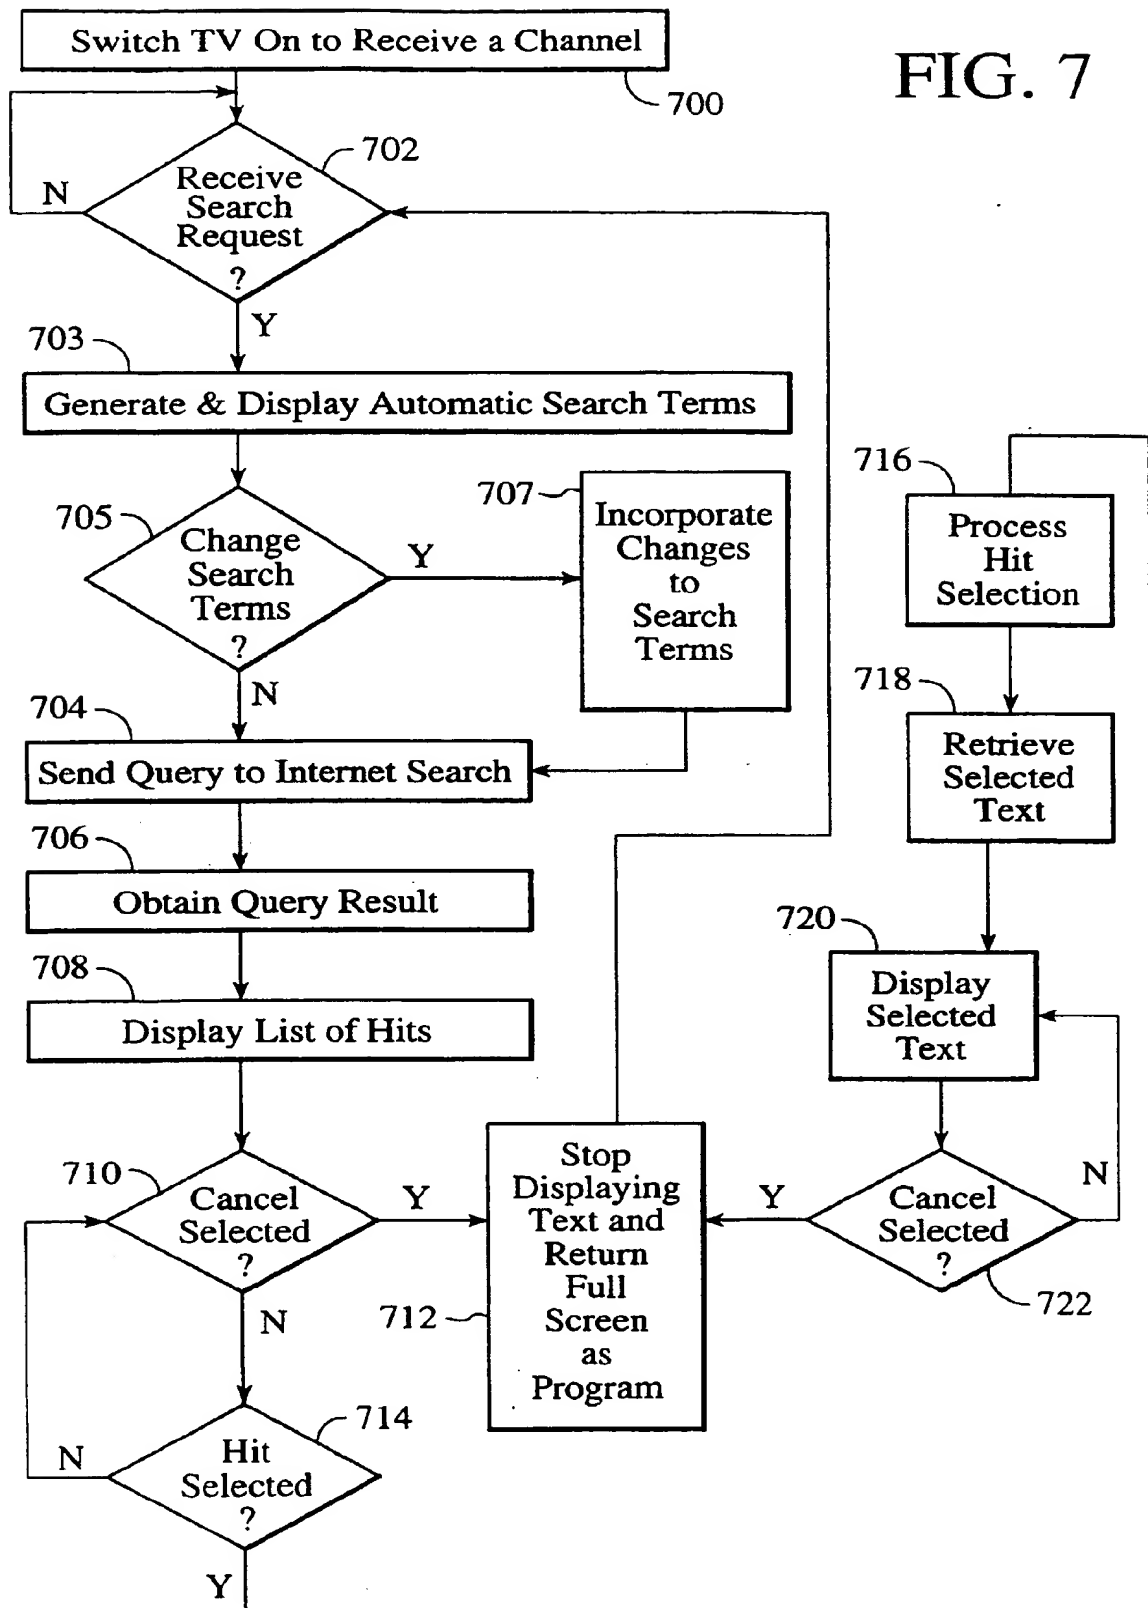 Switch TV On to Receive a Channel
FIG. 7
700
702
Receive
Search
Request
?
N
Y
703
Generate & Display Automatic Search Terms
705
Change
Search
Terms
?
Y
N
707
Incorporate
Changes
to
Search
Terms
704
Send Query to Internet Search
706
Obtain Query Result
708
Display List of Hits
710
Cancel
Selected
?
Y
N
712
Stop
Displaying
Text and
Return
Full
Screen
as
Program
714
Hit
Selected
?
N
Y
716
Process
Hit
Selection
718
Retrieve
Selected
Text
720
Display
Selected
Text
Cancel
Selected
?
Y
N
722